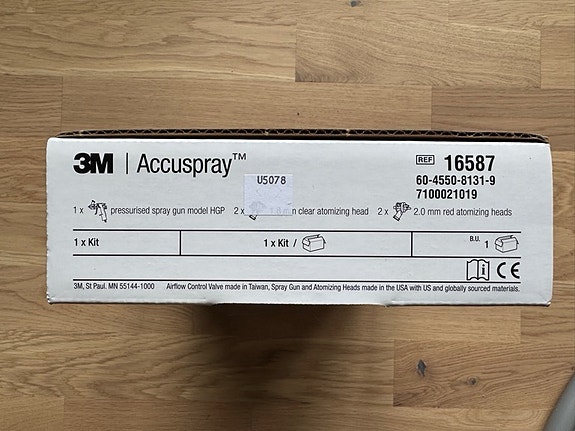 3M | Accuspray™
REF 16587
60-4550-8131-9
7100021019
U5078
1 x pressurised spray gun model HGP 2 x mm clear atomizing head 2 x 2.0 mm red atomizing heads
1 x Kit 1 x Kit / B.U. 1
CE
3M, St Paul. MN 55144-1000 Airflow Control Valve made in Taiwan, Spray Gun and Atomizing Heads made in the USA with US and globally sourced materials.